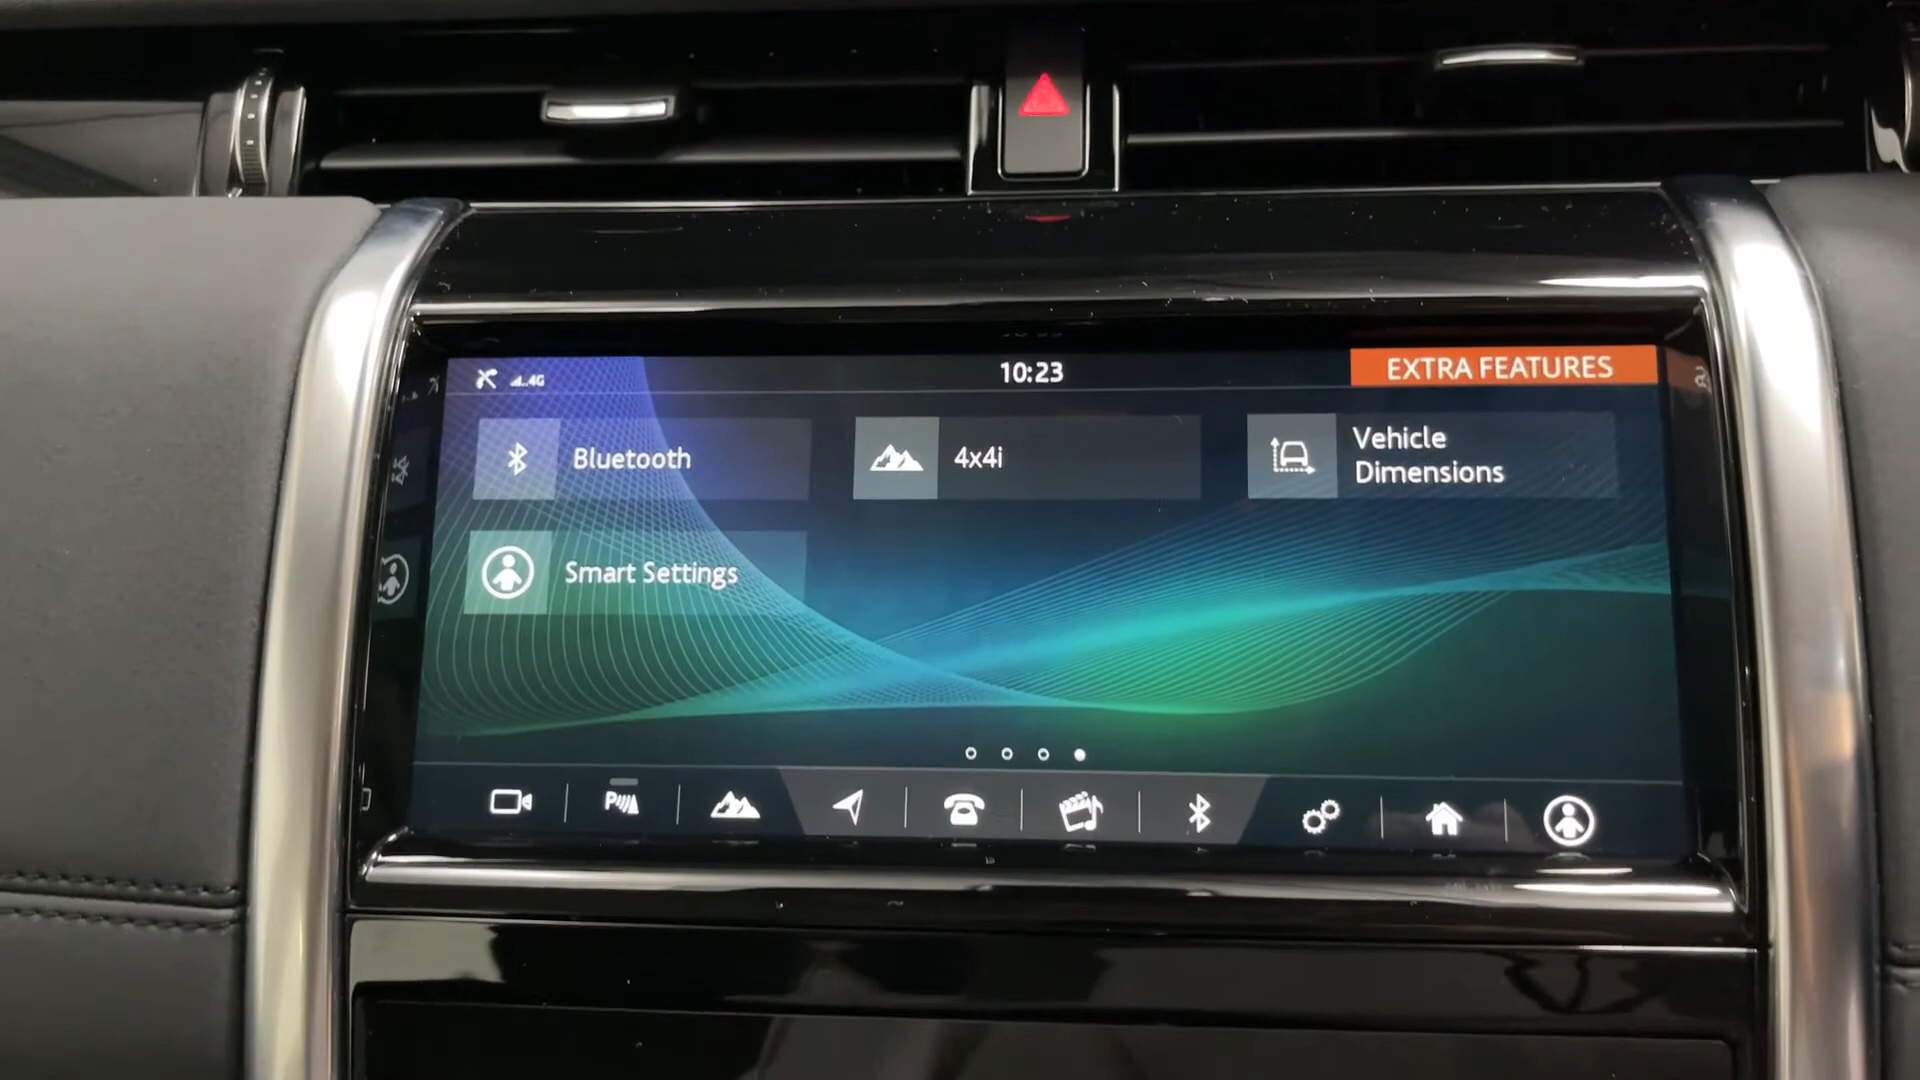 4G
10:23
EXTRA FEATURES
Bluetooth
4x4i
Vehicle
Dimensions
Smart Settings
P